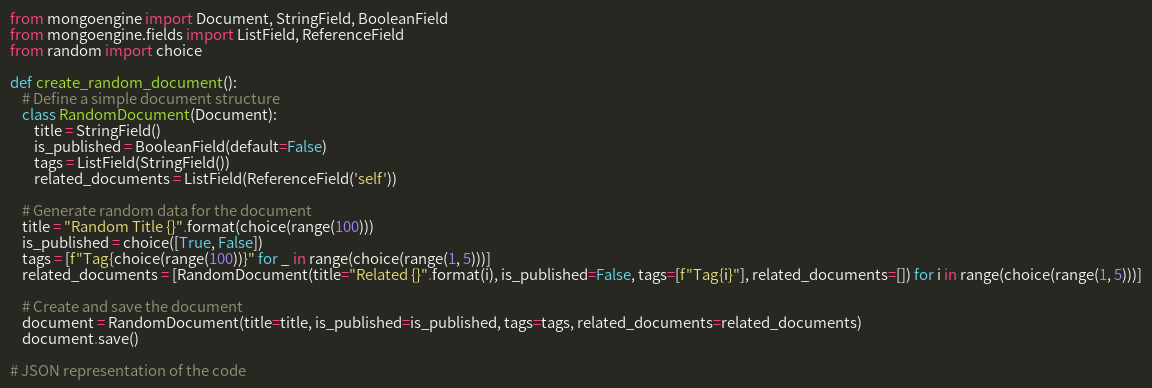 from mongoengine import Document, StringField, BooleanField
from mongoengine.fields import ListField, ReferenceField
from random import choice

def create_random_document():
    # Define a simple document structure
    class RandomDocument(Document):
        title = StringField()
        is_published = BooleanField(default=False)
        tags = ListField(StringField())
        related_documents = ListField(ReferenceField('self'))

    # Generate random data for the document
    title = "Random Title {}".format(choice(range(100)))
    is_published = choice([True, False])
    tags = [f"Tag{choice(range(100))}" for _ in range(choice(range(1, 5)))]
    related_documents = [RandomDocument(title="Related {}".format(i), is_published=False, tags=[f"Tag{i}"], related_documents=[]) for i in range(choice(range(1, 5)))]

    # Create and save the document
    document = RandomDocument(title=title, is_published=is_published, tags=tags, related_documents=related_documents)
    document.save()

# JSON representation of the code